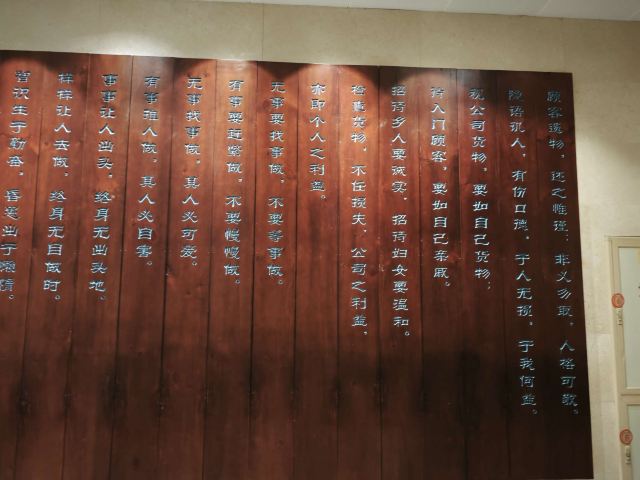 顾客遗物，还之惟谨；非义勿取，人格可敬。
隐语讥人，有伤口德，于人无损，于我何益。
视公司货物，要如自己货物；
待入门顾客，要如自己亲戚。
招待乡人要诚实，招待妇女要温和。
检查货物，不任损失，公司之利益，
亦即个人之利益。
无事要找事做，不要等事做。
有事要赶紧做，不要慢慢做。
无事找事做，其人必可爱。
有事推人做，其人必自害。
事事让人出头，终身无出头地。
样样让人去做，终身无自做时。
智识生于勤奋，昏愚出于懒惰。